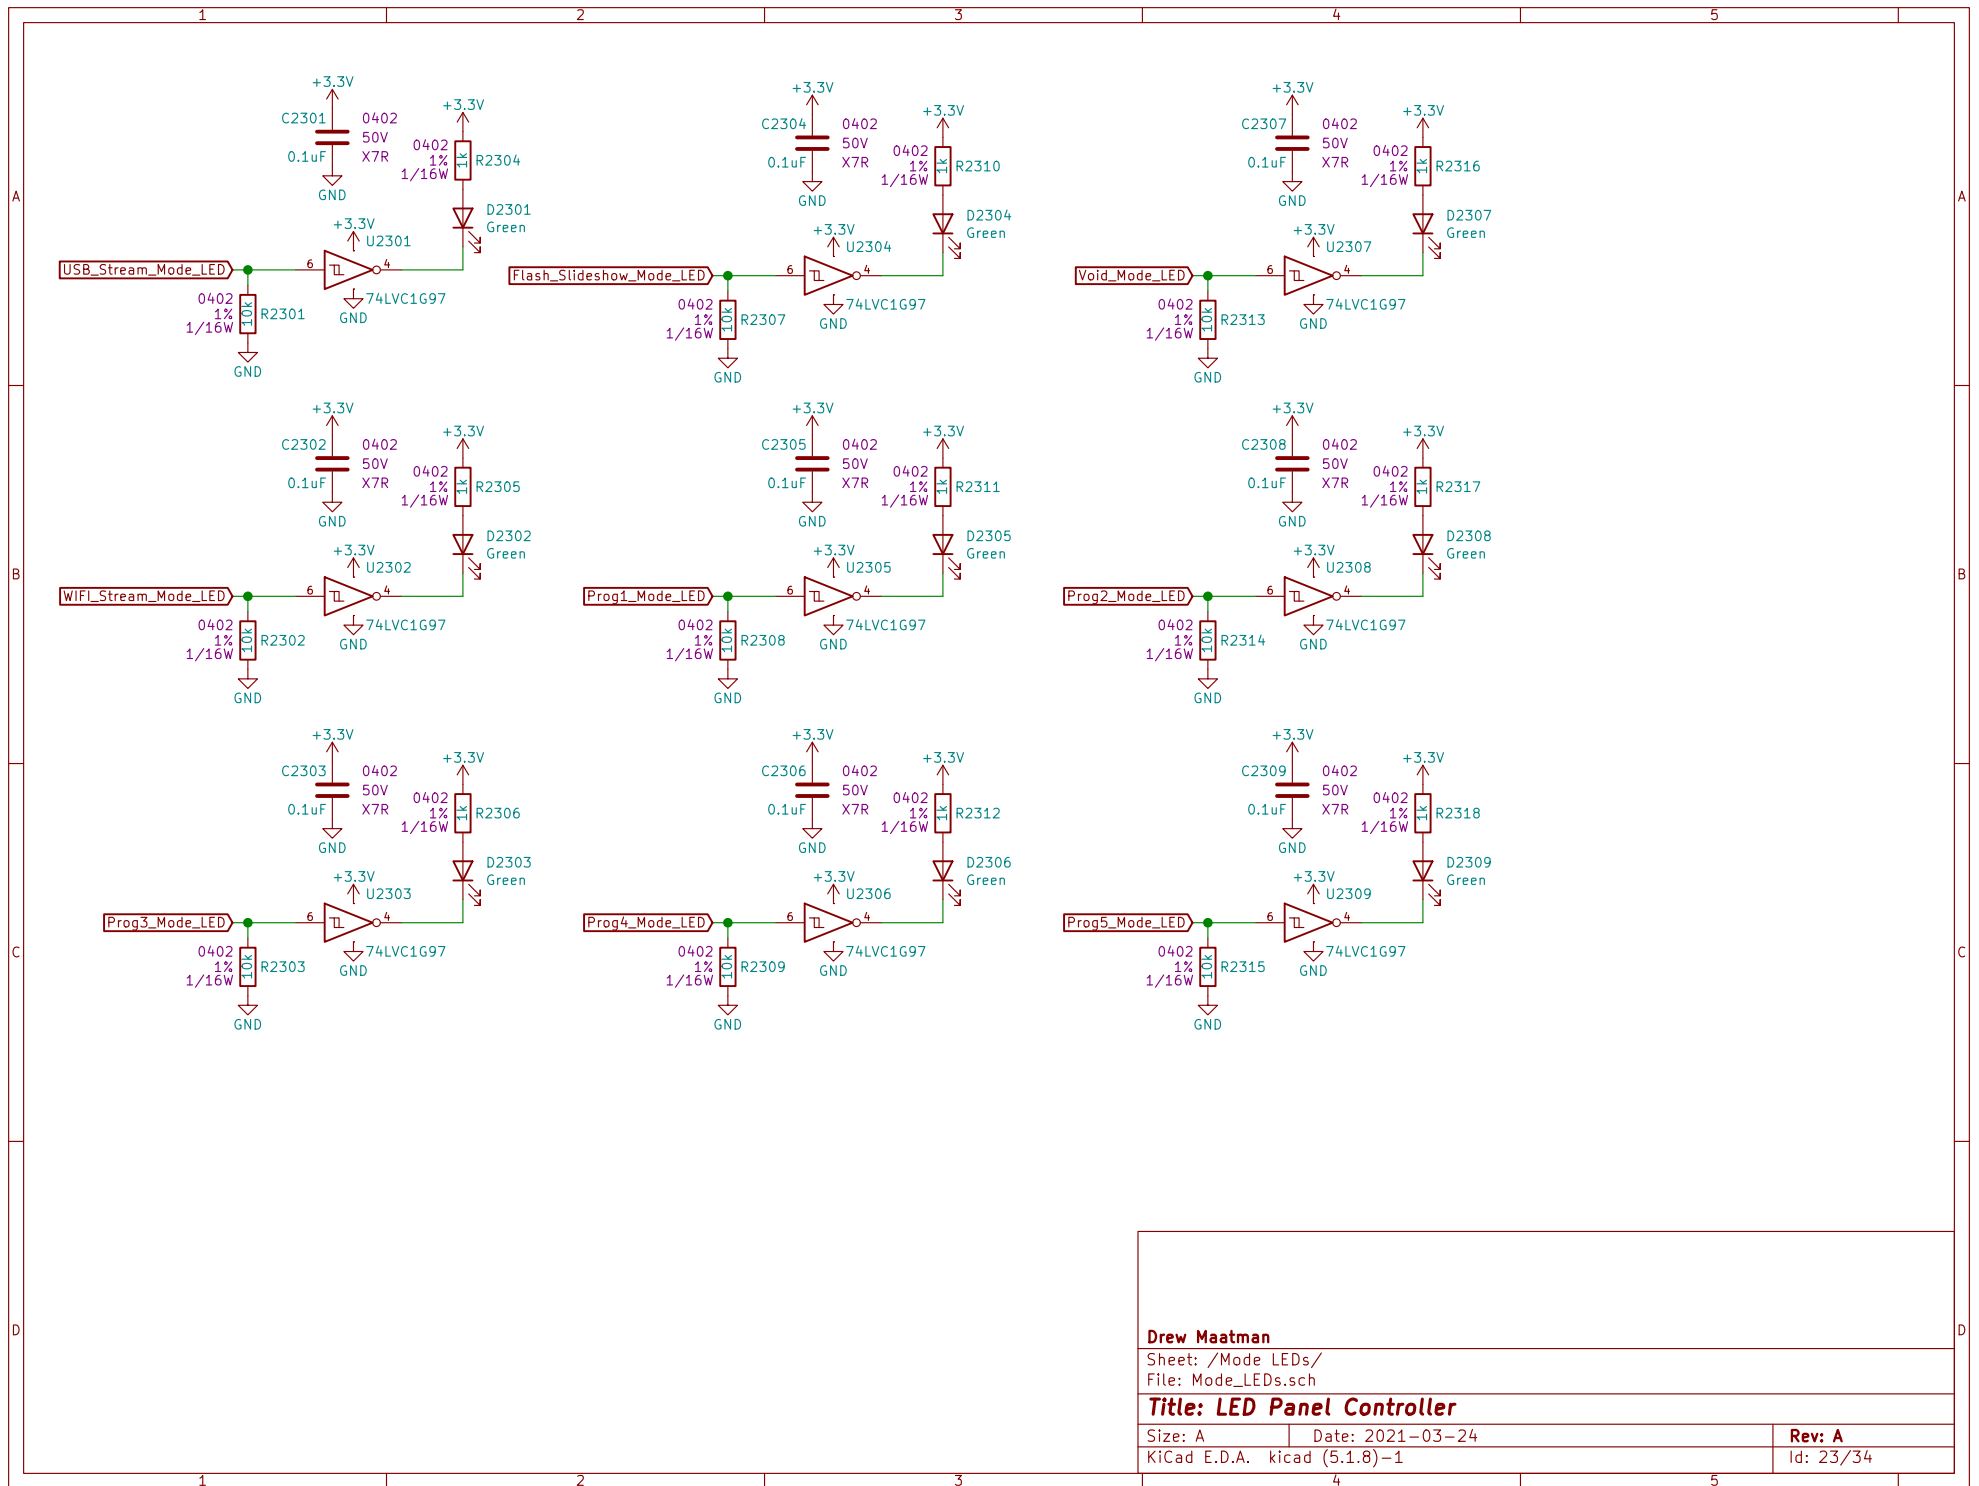 1 2 3 4 5
A A
B B
C C
D D
+3.3V
C2301
0.1uF
0402
50V
X7R
GND
+3.3V
0402
1%
1/16W
1k
R2304
D2301
Green
+3.3V
U2301
USB_Stream_Mode_LED
6
4
74LVC1G97
GND
0402
1%
1/16W
10k
R2301
GND
+3.3V
C2304
0.1uF
0402
50V
X7R
GND
+3.3V
0402
1%
1/16W
1k
R2310
D2304
Green
+3.3V
U2304
Flash_Slideshow_Mode_LED
6
4
74LVC1G97
GND
0402
1%
1/16W
10k
R2307
GND
+3.3V
C2307
0.1uF
0402
50V
X7R
GND
+3.3V
0402
1%
1/16W
1k
R2316
D2307
Green
+3.3V
U2307
Void_Mode_LED
6
4
74LVC1G97
GND
0402
1%
1/16W
10k
R2313
GND
+3.3V
C2302
0.1uF
0402
50V
X7R
GND
+3.3V
0402
1%
1/16W
1k
R2305
D2302
Green
+3.3V
U2302
WIFI_Stream_Mode_LED
6
4
74LVC1G97
GND
0402
1%
1/16W
10k
R2302
GND
+3.3V
C2305
0.1uF
0402
50V
X7R
GND
+3.3V
0402
1%
1/16W
1k
R2311
D2305
Green
+3.3V
U2305
Prog1_Mode_LED
6
4
74LVC1G97
GND
0402
1%
1/16W
10k
R2308
GND
+3.3V
C2308
0.1uF
0402
50V
X7R
GND
+3.3V
0402
1%
1/16W
1k
R2317
D2308
Green
+3.3V
U2308
Prog2_Mode_LED
6
4
74LVC1G97
GND
0402
1%
1/16W
10k
R2314
GND
+3.3V
C2303
0.1uF
0402
50V
X7R
GND
+3.3V
0402
1%
1/16W
1k
R2306
D2303
Green
+3.3V
U2303
Prog3_Mode_LED
6
4
74LVC1G97
GND
0402
1%
1/16W
10k
R2303
GND
+3.3V
C2306
0.1uF
0402
50V
X7R
GND
+3.3V
0402
1%
1/16W
1k
R2312
D2306
Green
+3.3V
U2306
Prog4_Mode_LED
6
4
74LVC1G97
GND
0402
1%
1/16W
10k
R2309
GND
+3.3V
C2309
0.1uF
0402
50V
X7R
GND
+3.3V
0402
1%
1/16W
1k
R2318
D2309
Green
+3.3V
U2309
Prog5_Mode_LED
6
4
74LVC1G97
GND
0402
1%
1/16W
10k
R2315
GND
Drew Maatman
Sheet: /Mode LEDs/
File: Mode_LEDs.sch
Title: LED Panel Controller
Size: A Date: 2021-03-24 Rev: A
KiCad E.D.A. kicad (5.1.8)-1 Id: 23/34
1 2 3 4 5